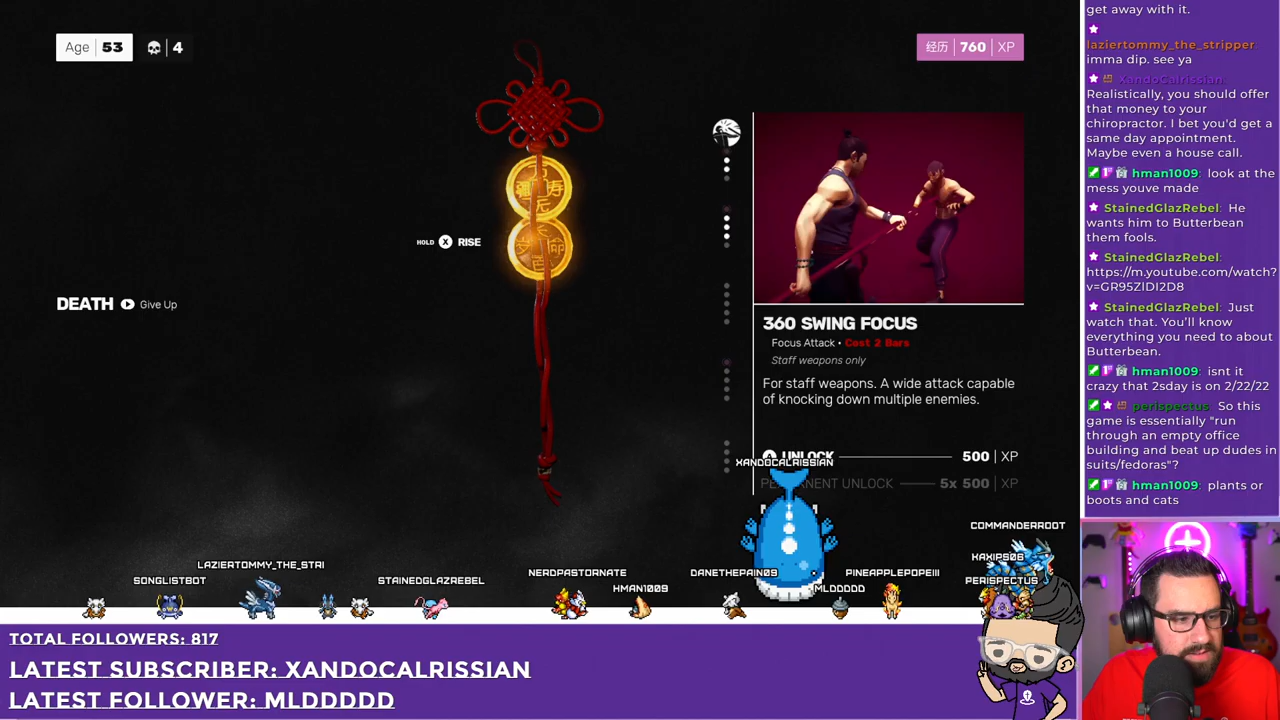 Age 53
4
经历 760 XP
HOLD X RISE
DEATH Give Up
360 SWING FOCUS
Focus Attack • Cost 2 Bars
Staff weapons only
For staff weapons. A wide attack capable
of knocking down multiple enemies.
UNLOCK 500 XP
UNLOCK 5x 500 XP
XANDOCALRISSIAN
COMMANDERROOT
KAXIPS08
LAZIERTOMMY_THE_STRI
SONGLISTBOT
STAINEDGLAZREBEL
NERDPASTORNATE
HMAN1009
DANETHEPAIN09
MLDDDDD
PINEAPPLEPOPEIII
PERISPECTUS
TOTAL FOLLOWERS: 817
LATEST SUBSCRIBER: XANDOCALRISSIAN
LATEST FOLLOWER: MLDDDDD
get away with it.
laziertommy_the_stripper:
imma dip. see ya
XandoCalrissian:
Realistically, you should offer
that money to your
chiropractor. I bet you'd get a
same day appointment.
Maybe even a house call.
hman1009: look at the
mess youve made
StainedGlazRebel: He
wants him to Butterbean
them fools.
StainedGlazRebel:
https://m.youtube.com/watch?
v=GR95ZlDI2D8
StainedGlazRebel: Just
watch that. You'll know
everything you need to about
Butterbean.
hman1009: isnt it
crazy that 2sday is on 2/22/22
perispectus: So this
game is essentially "run
through an empty office
building and beat up dudes in
suits/fedoras"?
hman1009: plants or
boots and cats